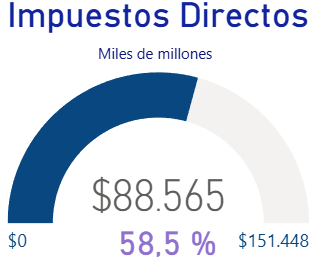 Impuestos Directos
Miles de millones
$88.565
$0 58,5 % $151.448